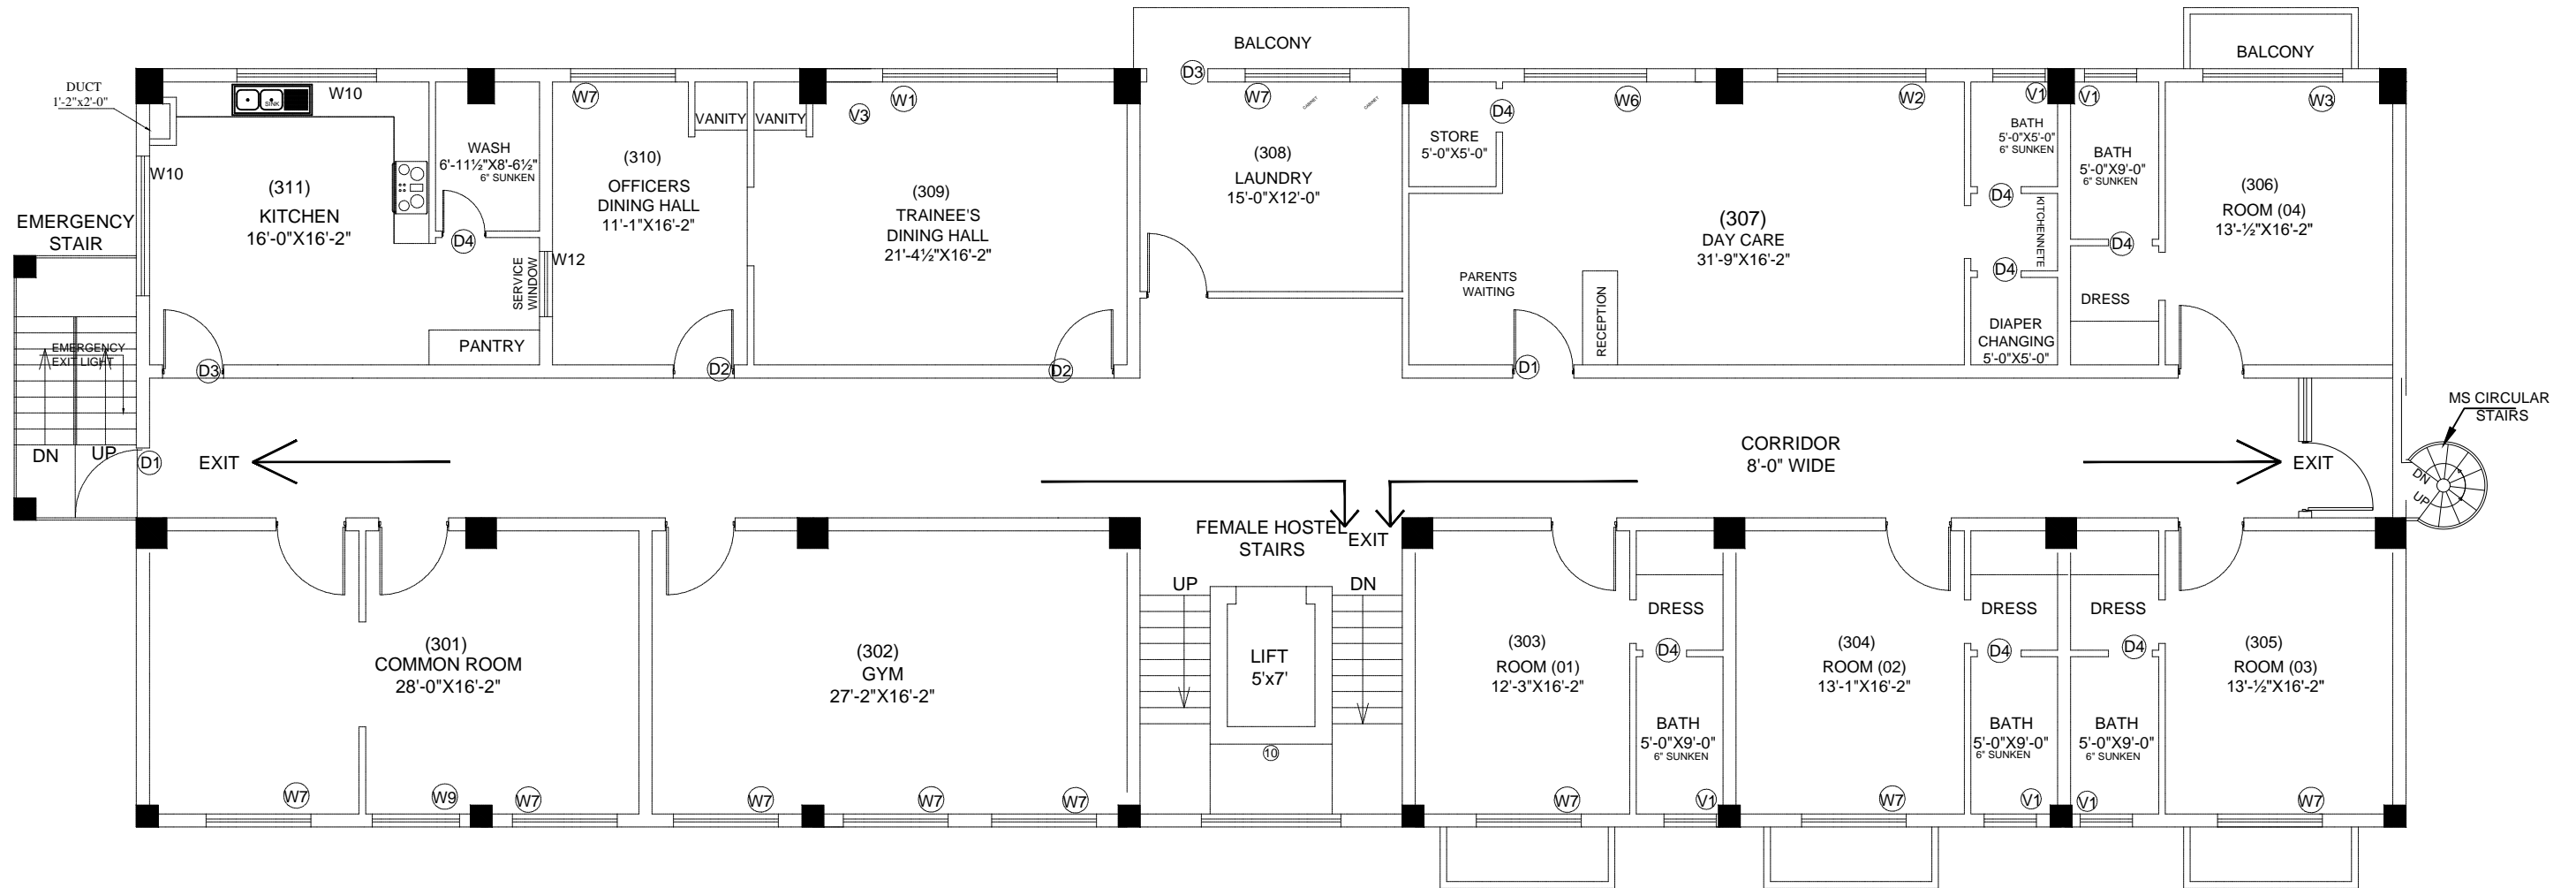 BALCONY
BALCONY
DUCT
1'-2"x2'-0"
SINK
W10
W7
VANITY
VANITY
V3
W1
D3
W7
CABINET
CABINET
D4
W6
W2
V1
V1
W3
WASH
6'-11½"X8'-6½"
6" SUNKEN
STORE
5'-0"X5'-0"
BATH
5'-0"X5'-0"
6" SUNKEN
BATH
5'-0"X9'-0"
6" SUNKEN
W10
(311)
KITCHEN
16'-0"X16'-2"
(310)
OFFICERS
DINING HALL
11'-1"X16'-2"
(309)
TRAINEE'S
DINING HALL
21'-4½"X16'-2"
(308)
LAUNDRY
15'-0"X12'-0"
(307)
DAY CARE
31'-9"X16'-2"
D4
KITCHENNETE
D4
(306)
ROOM (04)
13'-½"X16'-2"
EMERGENCY
STAIR
D4
W12
SERVICE
WINDOW
PARENTS
WAITING
D4
DRESS
RECEPTION
DIAPER
CHANGING
5'-0"X5'-0"
PANTRY
EMERGENCY
EXIT LIGHT
D3
D2
D2
D1
MS CIRCULAR
STAIRS
DN
UP
D1
EXIT
CORRIDOR
8'-0" WIDE
EXIT
DN
UP
FEMALE HOSTEL
STAIRS
EXIT
UP
DN
LIFT
5'x7'
10
(301)
COMMON ROOM
28'-0"X16'-2"
(302)
GYM
27'-2"X16'-2"
(303)
ROOM (01)
12'-3"X16'-2"
DRESS
D4
(304)
ROOM (02)
13'-1"X16'-2"
DRESS
D4
DRESS
D4
(305)
ROOM (03)
13'-½"X16'-2"
BATH
5'-0"X9'-0"
6" SUNKEN
BATH
5'-0"X9'-0"
6" SUNKEN
BATH
5'-0"X9'-0"
6" SUNKEN
W7
W9
W7
W7
W7
W7
W7
V1
W7
V1
V1
W7